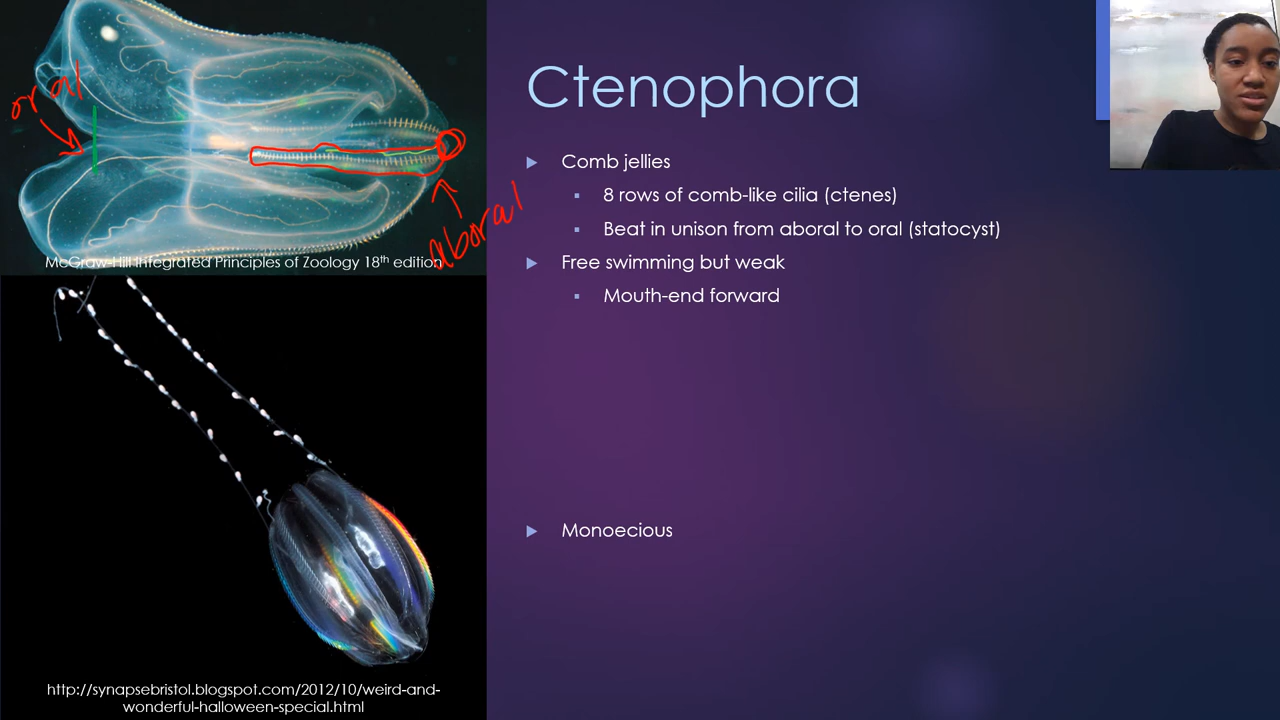 oral
aboral
McGraw-Hill Integrated Principles of Zoology 18th edition
http://synapsebristol.blogspot.com/2012/10/weird-and-
wonderful-halloween-special.html
Ctenophora
Comb jellies
8 rows of comb-like cilia (ctenes)
Beat in unison from aboral to oral (statocyst)
Free swimming but weak
Mouth-end forward
Monoecious